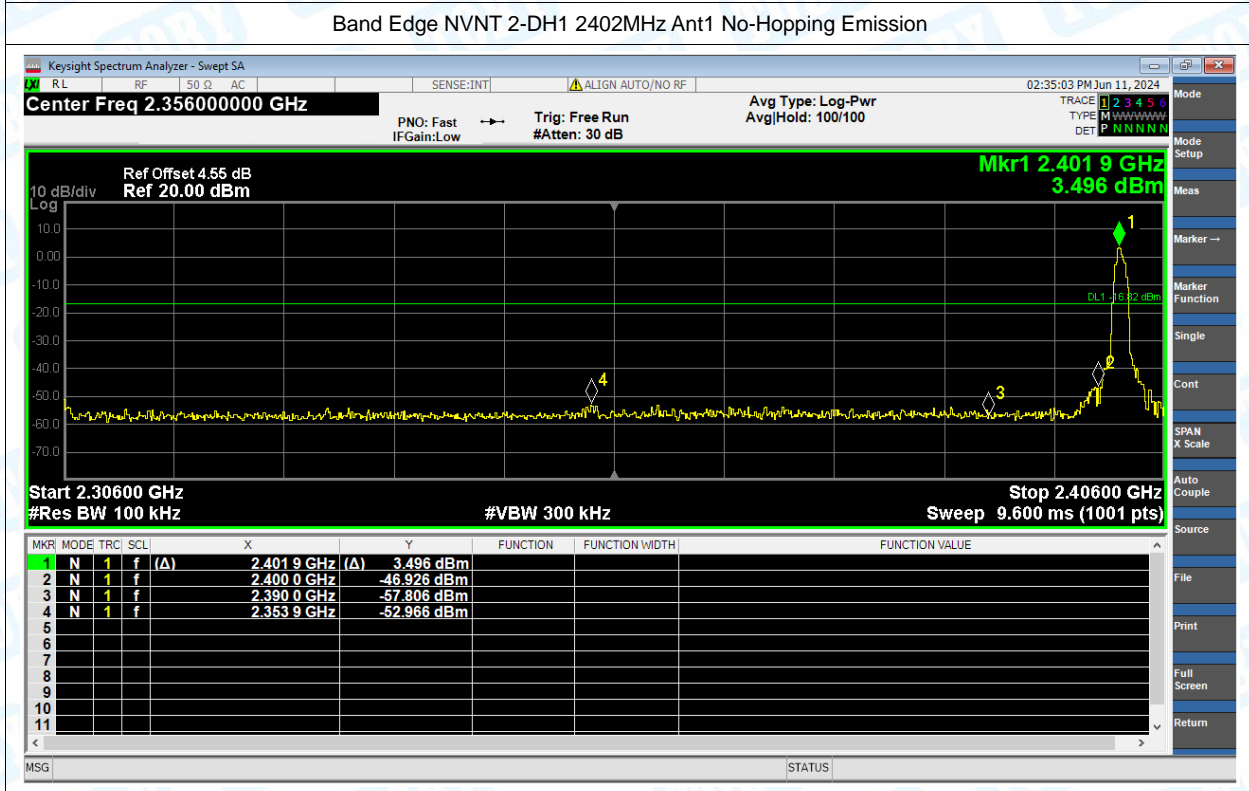 Band Edge NVNT 2-DH1 2402MHz Ant1 No-Hopping Emission
Keysight Spectrum Analyzer - Swept SA
LXI RL RF 50 Ω AC SENSE:INT ALIGN AUTO/NO RF 02:35:03 PM Jun 11, 2024
Center Freq 2.356000000 GHz
PNO: Fast
IFGain:Low
Trig: Free Run
#Atten: 30 dB
Avg Type: Log-Pwr
Avg|Hold: 100/100
TRACE 1 2 3 4 5 6
TYPE M WWWWW
DET P N N N N N
Ref Offset 4.55 dB
Ref 20.00 dBm
10 dB/div
Log
Mkr1 2.401 9 GHz
3.496 dBm
10.0
0.00
-10.0
-20.0
-30.0
-40.0
-50.0
-60.0
-70.0
1
DL1 -16.82 dBm
2
3
4
Start 2.30600 GHz
Stop 2.40600 GHz
#Res BW 100 kHz
#VBW 300 kHz
Sweep 9.600 ms (1001 pts)
MKR MODE TRC SCL X Y FUNCTION FUNCTION WIDTH FUNCTION VALUE
1 N 1 f (Δ) 2.401 9 GHz (Δ) 3.496 dBm
2 N 1 f 2.400 0 GHz -46.926 dBm
3 N 1 f 2.390 0 GHz -57.806 dBm
4 N 1 f 2.353 9 GHz -52.966 dBm
5
6
7
8
9
10
11
MSG STATUS
Mode
Mode
Setup
Meas
Marker →
Marker
Function
Single
Cont
SPAN
X Scale
Auto
Couple
Source
File
Print
Full
Screen
Return